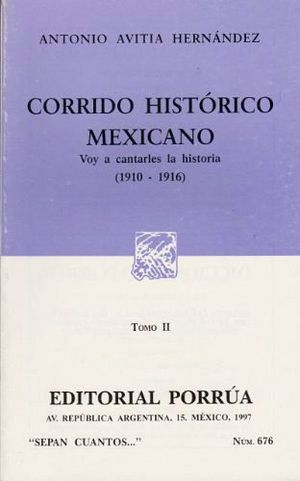 ANTONIO AVITIA HERNÁNDEZ
CORRIDO HISTÓRICO
MEXICANO
Voy a cantarles la historia
(1910 - 1916)
TOMO II
EDITORIAL PORRÚA
AV. REPÚBLICA ARGENTINA, 15. MÉXICO, 1997
"SEPAN CUANTOS..." NÚM. 676